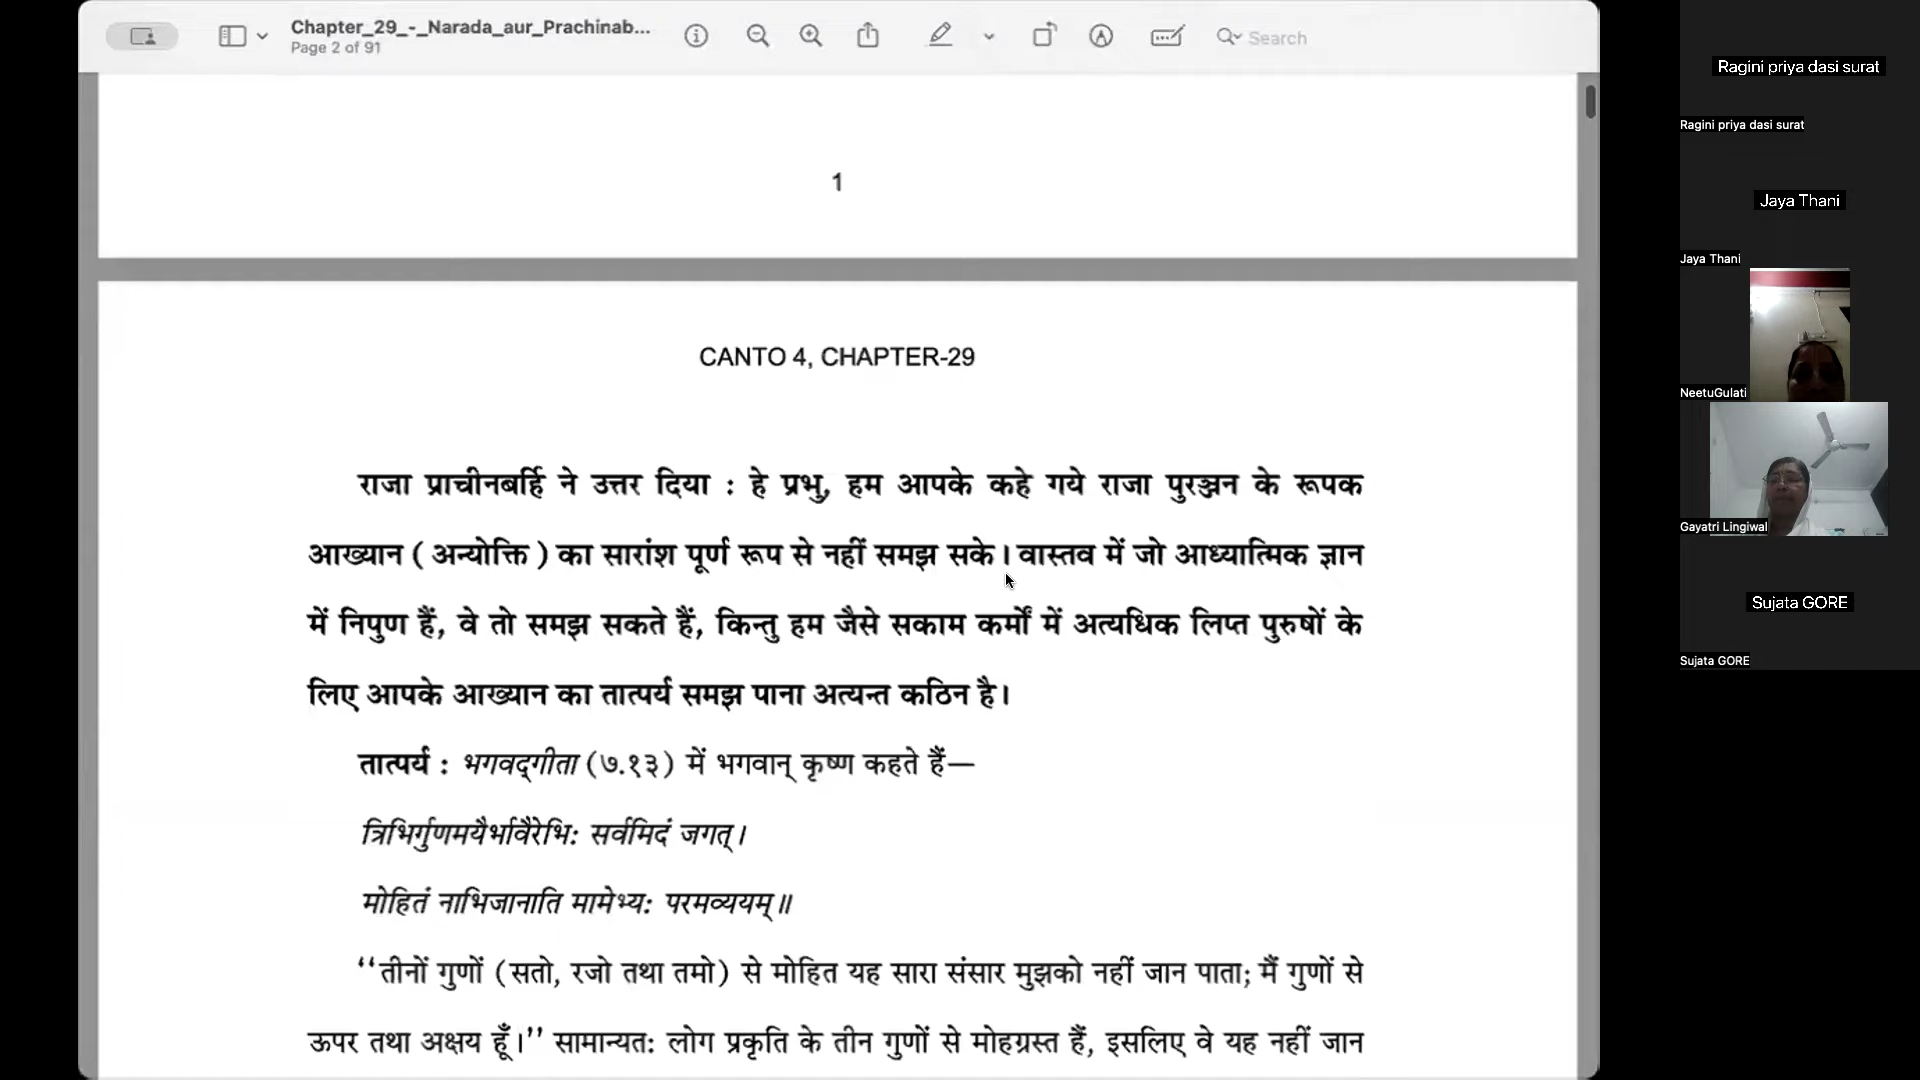 Chapter_29_-_Narada_aur_Prachinab...
Page 2 of 91
Search
1
CANTO 4, CHAPTER-29
राजा प्राचीनबर्हि ने उत्तर दिया : हे प्रभु, हम आपके कहे गये राजा पुरञ्जन के रूपक
आख्यान ( अन्योक्ति ) का सारांश पूर्ण रूप से नहीं समझ सके। वास्तव में जो आध्यात्मिक ज्ञान
में निपुण हैं, वे तो समझ सकते हैं, किन्तु हम जैसे सकाम कर्मों में अत्यधिक लिप्त पुरुषों के
लिए आपके आख्यान का तात्पर्य समझ पाना अत्यन्त कठिन है।
तात्पर्य : भगवद्गीता (७.१३) में भगवान् कृष्ण कहते हैं—
त्रिभिर्गुणमयैर्भावैरेभिः सर्वमिदं जगत्।
मोहितं नाभिजानाति मामेभ्यः परमव्ययम्॥
‘‘तीनों गुणों (सतो, रजो तथा तमो) से मोहित यह सारा संसार मुझको नहीं जान पाता; मैं गुणों से
ऊपर तथा अक्षय हूँ।’’ सामान्यतः लोग प्रकृति के तीन गुणों से मोहग्रस्त हैं, इसलिए वे यह नहीं जान
Ragini priya dasi surat
Ragini priya dasi surat
Jaya Thani
Jaya Thani
NeetuGulati
Gayatri Lingiwal
Sujata GORE
Sujata GORE